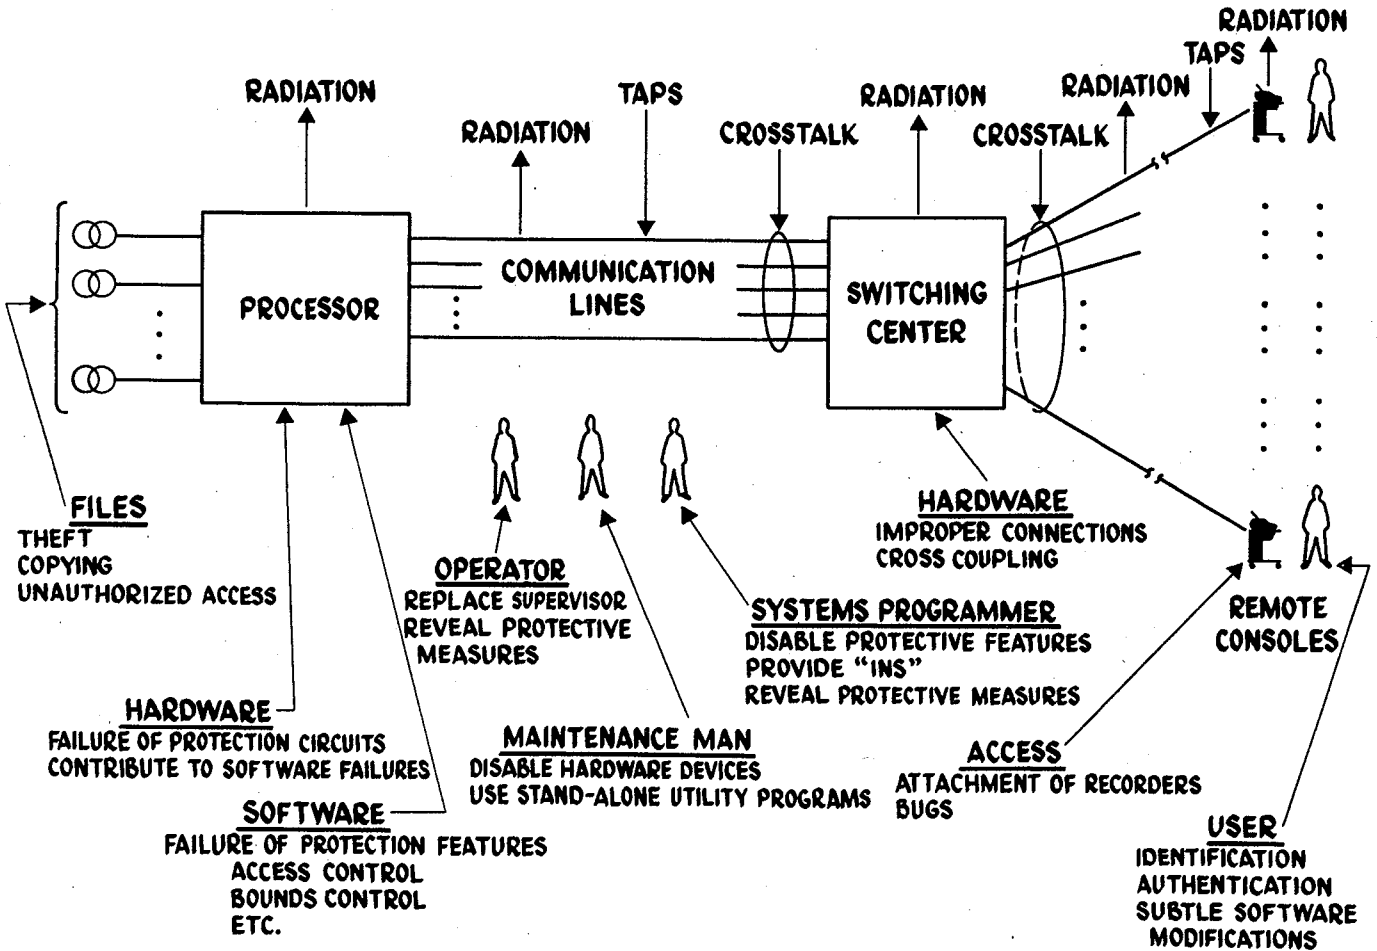 RADIATION
TAPS
RADIATION
RADIATION
TAPS
RADIATION
RADIATION
CROSSTALK
CROSSTALK
COMMUNICATION
LINES
PROCESSOR
SWITCHING
CENTER
FILES
THEFT
COPYING
UNAUTHORIZED ACCESS
OPERATOR
REPLACE SUPERVISOR
REVEAL PROTECTIVE
MEASURES
HARDWARE
IMPROPER CONNECTIONS
CROSS COUPLING
SYSTEMS PROGRAMMER
DISABLE PROTECTIVE FEATURES
PROVIDE “INS”
REVEAL PROTECTIVE MEASURES
REMOTE
CONSOLES
HARDWARE
FAILURE OF PROTECTION CIRCUITS
CONTRIBUTE TO SOFTWARE FAILURES
MAINTENANCE MAN
DISABLE HARDWARE DEVICES
USE STAND-ALONE UTILITY PROGRAMS
ACCESS
ATTACHMENT OF RECORDERS
BUGS
SOFTWARE
FAILURE OF PROTECTION FEATURES
ACCESS CONTROL
BOUNDS CONTROL
ETC.
USER
IDENTIFICATION
AUTHENTICATION
SUBTLE SOFTWARE
MODIFICATIONS